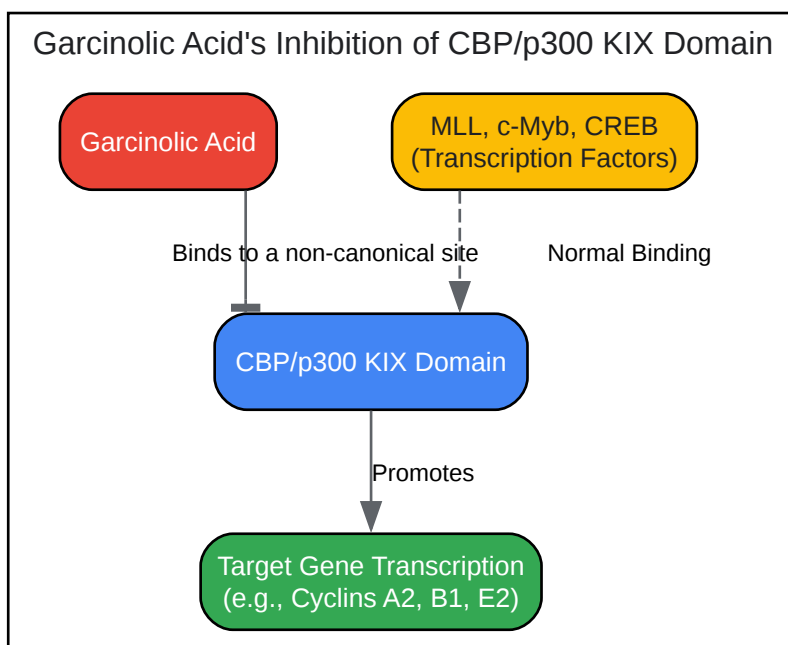 Garcinolic Acid's Inhibition of CBP/p300 KIX Domain
Garcinolic Acid
MLL, c-Myb, CREB
(Transcription Factors)
Binds to a non-canonical site
Normal Binding
CBP/p300 KIX Domain
Promotes
Target Gene Transcription
(e.g., Cyclins A2, B1, E2)